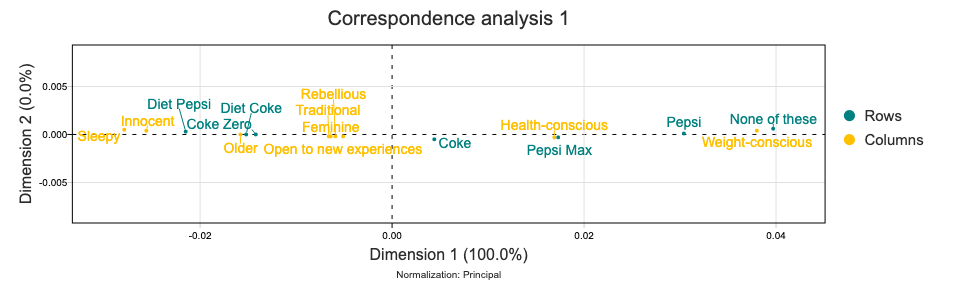 Correspondence analysis 1
Dimension 2 (0.0%)
0.005
0.000
-0.005
Rebellious
Diet Pepsi
Diet Coke
Traditional
Innocent
Coke Zero
Feminine
Health-conscious
Pepsi
None of these
Sleepy
Older
Open to new experiences
Coke
Pepsi Max
Weight-conscious
Rows
Columns
-0.02
0.00
0.02
0.04
Dimension 1 (100.0%)
Normalization: Principal